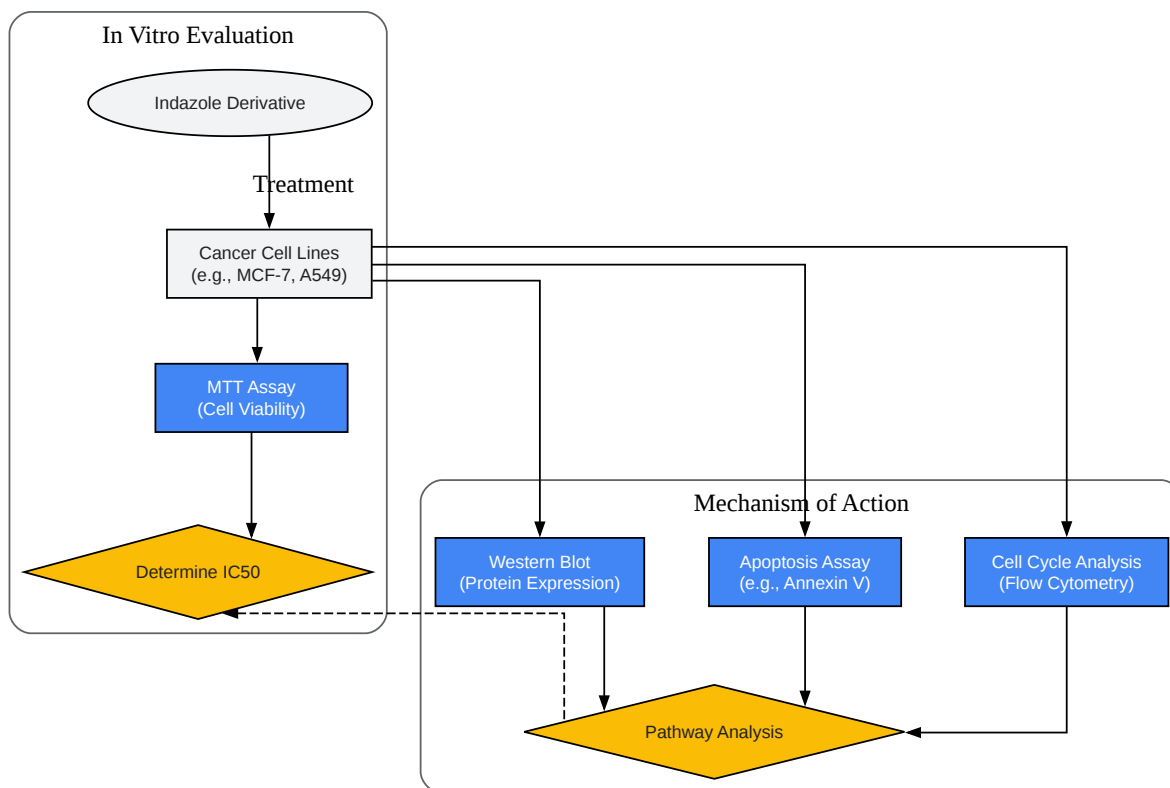 In Vitro Evaluation
Indazole Derivative
Treatment
Cancer Cell Lines
(e.g., MCF-7, A549)
MTT Assay
(Cell Viability)
Determine IC50
Mechanism of Action
Western Blot
(Protein Expression)
Apoptosis Assay
(e.g., Annexin V)
Cell Cycle Analysis
(Flow Cytometry)
Pathway Analysis